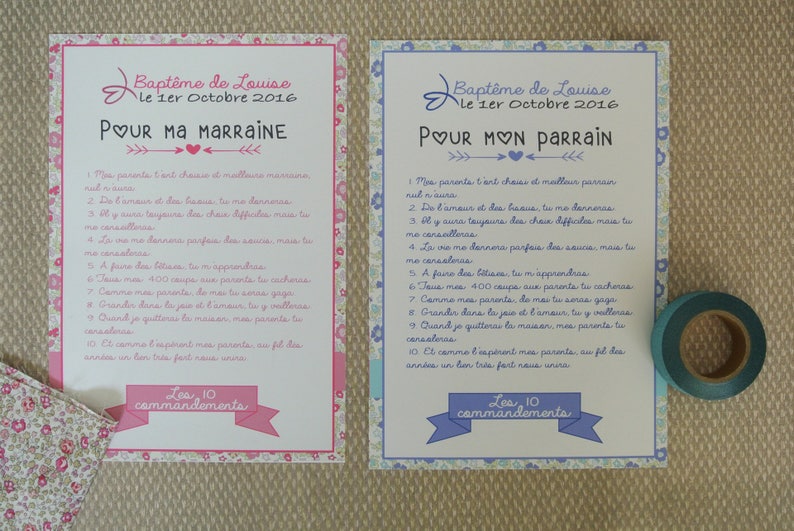 Baptême de Louise
le 1er Octobre 2016
Pour ma marraine
1. Mes parents t'ont choisie et meilleure marraine,
nul n'aura.
2. De l'amour et des bisous, tu me donneras.
3. Il y aura toujours des choix difficiles mais tu
me conseilleras.
4. La vie me donnera parfois des soucis, mais tu
me consoleras.
5. A faire des bêtises, tu m'apprendras.
6. Tous mes 400 coups aux parents tu cacheras.
7. Comme mes parents, de moi tu seras gaga.
8. Grandir dans la joie et l'amour, tu y veilleras.
9. Quand je quitterai la maison, mes parents tu
consoleras.
10. Et comme l'espèrent mes parents, au fil des
années un lien très fort nous unira.
Les 10
commandements
Baptême de Louise
le 1er Octobre 2016
Pour mon parrain
1. Mes parents t'ont choisi et meilleur parrain
nul n'aura.
2. De l'amour et des bisous, tu me donneras.
3. Il y aura toujours des choix difficiles mais tu
me conseilleras.
4. La vie me donnera parfois des soucis, mais tu
me consoleras.
5. A faire des bêtises, tu m'apprendras.
6 Tous mes 400 coups aux parents tu cacheras.
7. Comme mes parents, de moi tu seras gaga.
8. Grandir dans la joie et l'amour, tu y veilleras.
9. Quand je quitterai la maison, mes parents tu
consoleras.
10. Et comme l'espèrent mes parents, au fil des
années un lien très fort nous unira.
Les 10
commandements